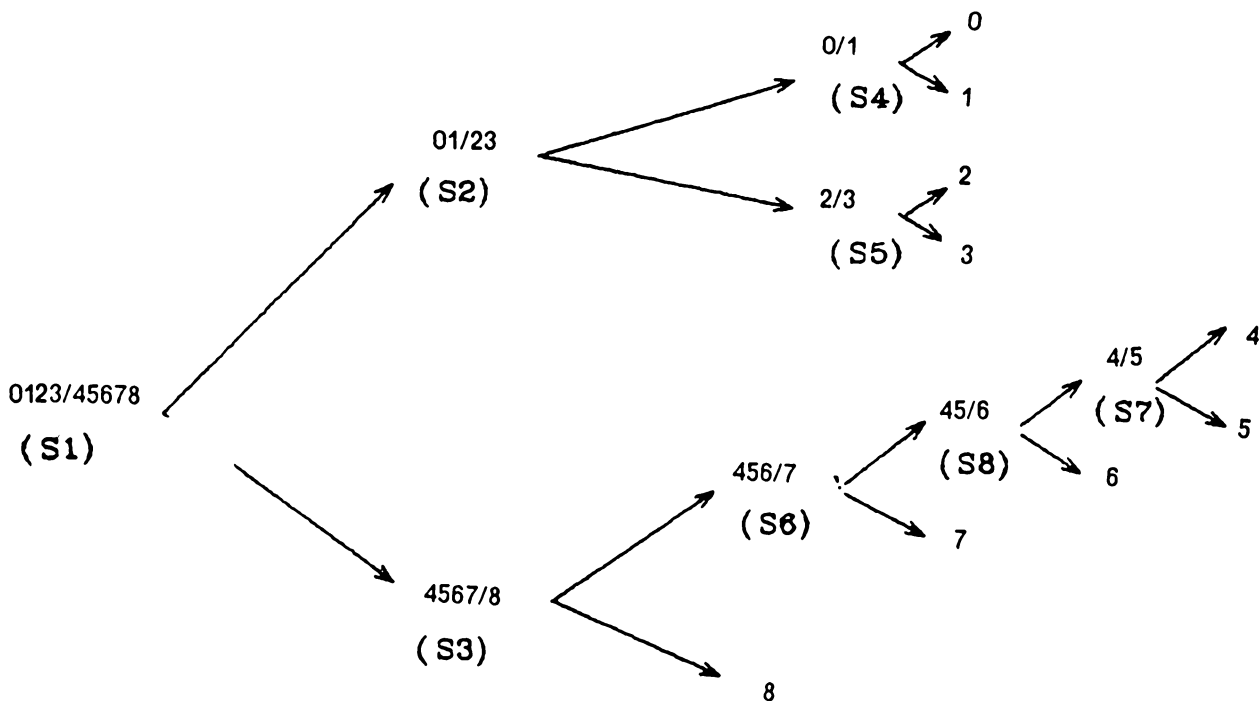 0
0/1
(S4)
1
01/23
(S2)
2
2/3
(S5)
3
4
4/5
(S7)
5
0123/45678
(S1)
45/6
(S8)
6
456/7
(S6)
7
4567/8
(S3)
8